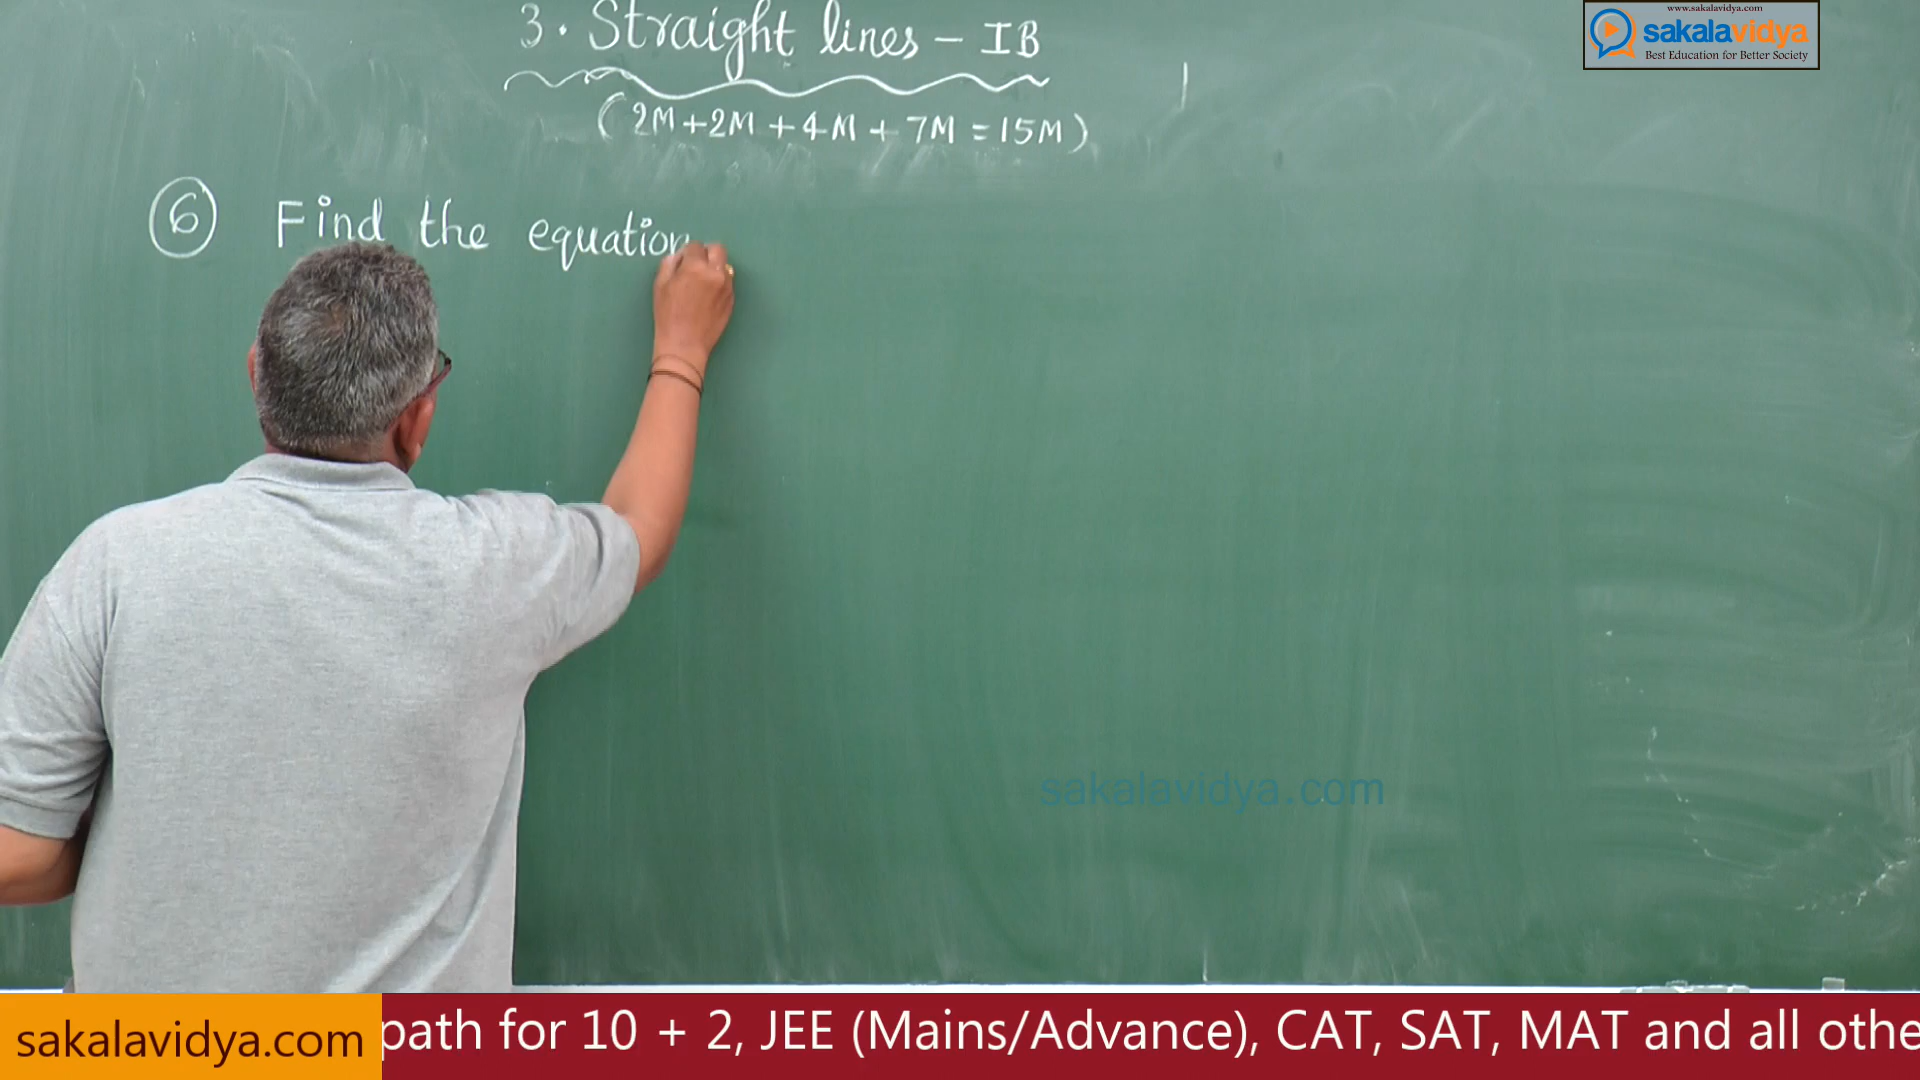 3. Straight lines - IB
(2M+2M+4M+7M=15M)
6 Find the equation
www.sakalavidya.com
sakalavidya
Best Education for Better Society
sakalavidya.com
sakalavidya.com
path for 10 + 2, JEE (Mains/Advance), CAT, SAT, MAT and all othe